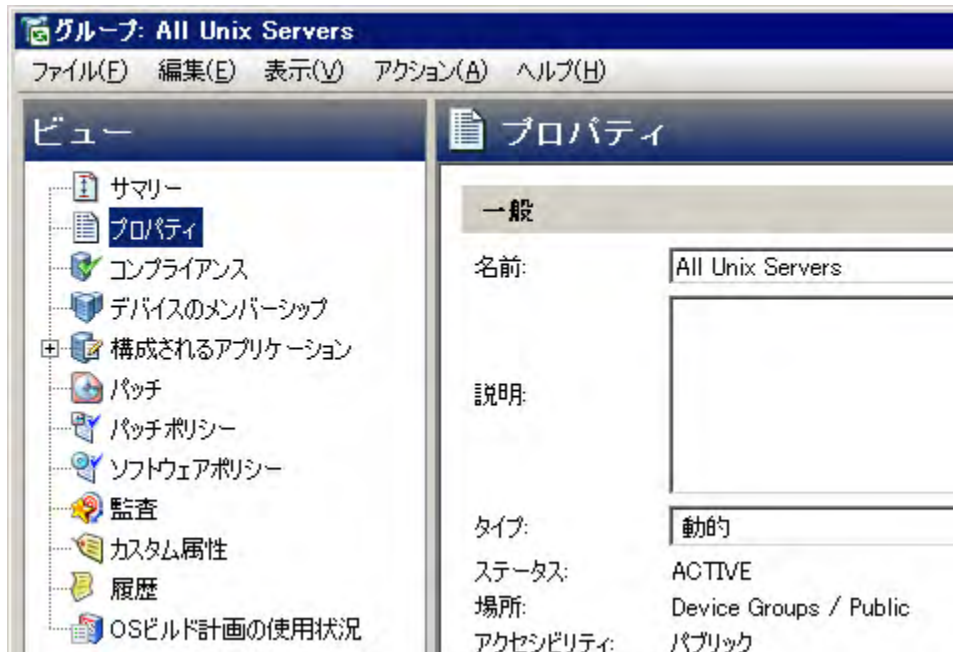 グループ: All Unix Servers
ファイル(F) 編集(E) 表示(V) アクション(A) ヘルプ(H)
ビュー
サマリー
プロパティ
コンプライアンス
デバイスのメンバーシップ
構成されるアプリケーション
パッチ
パッチポリシー
ソフトウェアポリシー
監査
カスタム属性
履歴
OSビルド計画の使用状況
プロパティ
一般
名前: All Unix Servers
説明:
タイプ: 動的
ステータス: ACTIVE
場所: Device Groups / Public
アクセシビリティ: パブリック